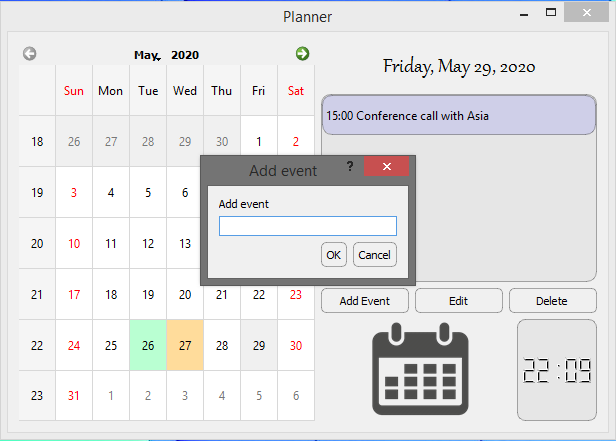 Planner
May, 2020
Friday, May 29, 2020
Sun Mon Tue Wed Thu Fri Sat
15:00 Conference call with Asia
18 26 27 28 29 30 1 2
Add event ?
19 3 4 5 6
Add event
20 10 11 12 13
OK Cancel
21 17 18 19 20 21 22 23
Add Event Edit Delete
22 24 25 26 27 28 29 30
22:09
23 31 1 2 3 4 5 6